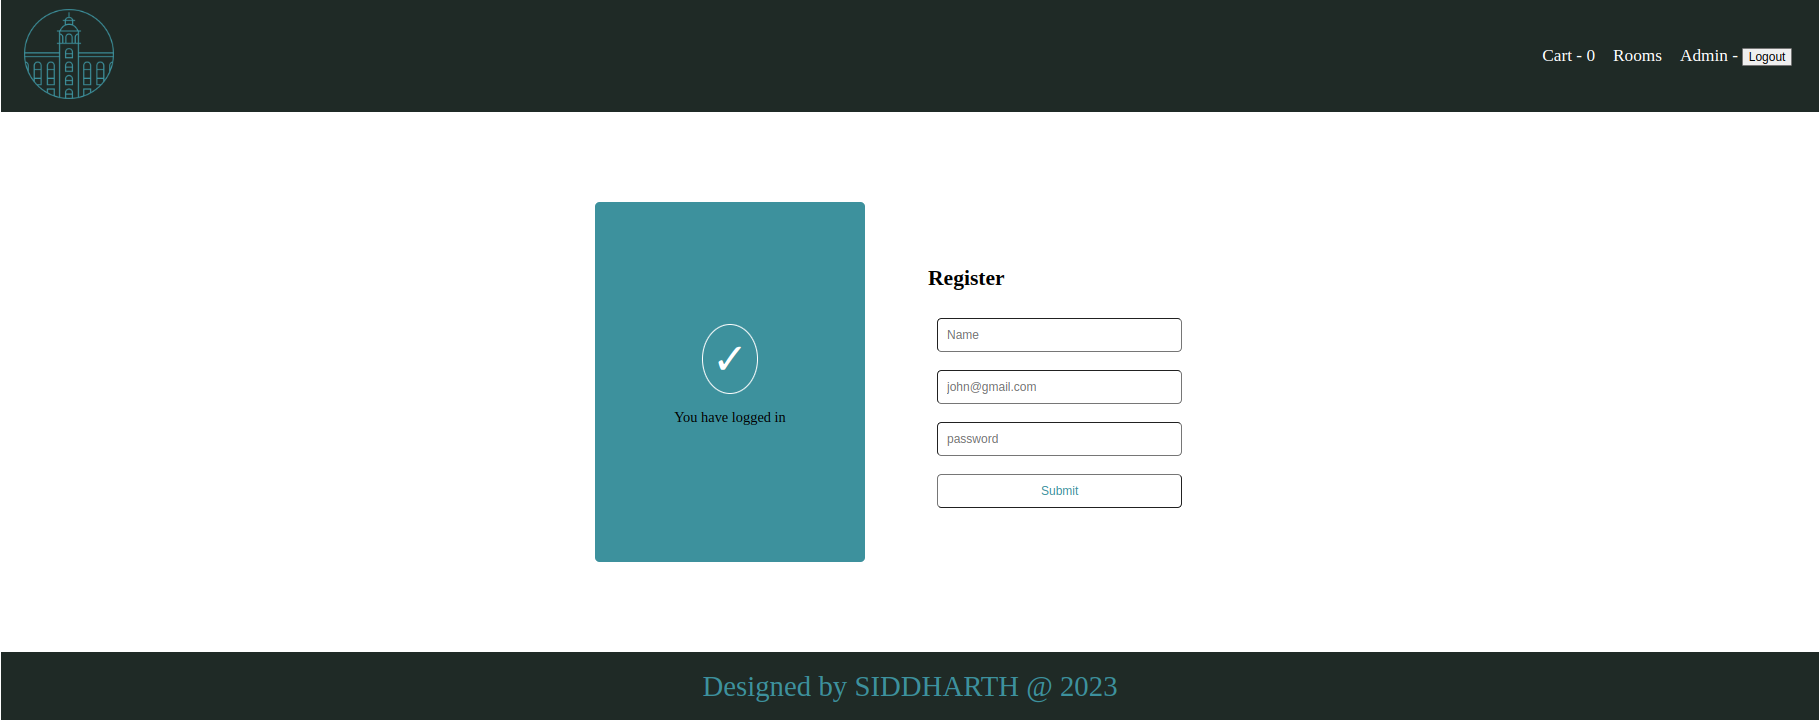 Cart - 0 Rooms Admin - Logout
✓
You have logged in
Register
Name
john@gmail.com
password
Submit
Designed by SIDDHARTH @ 2023